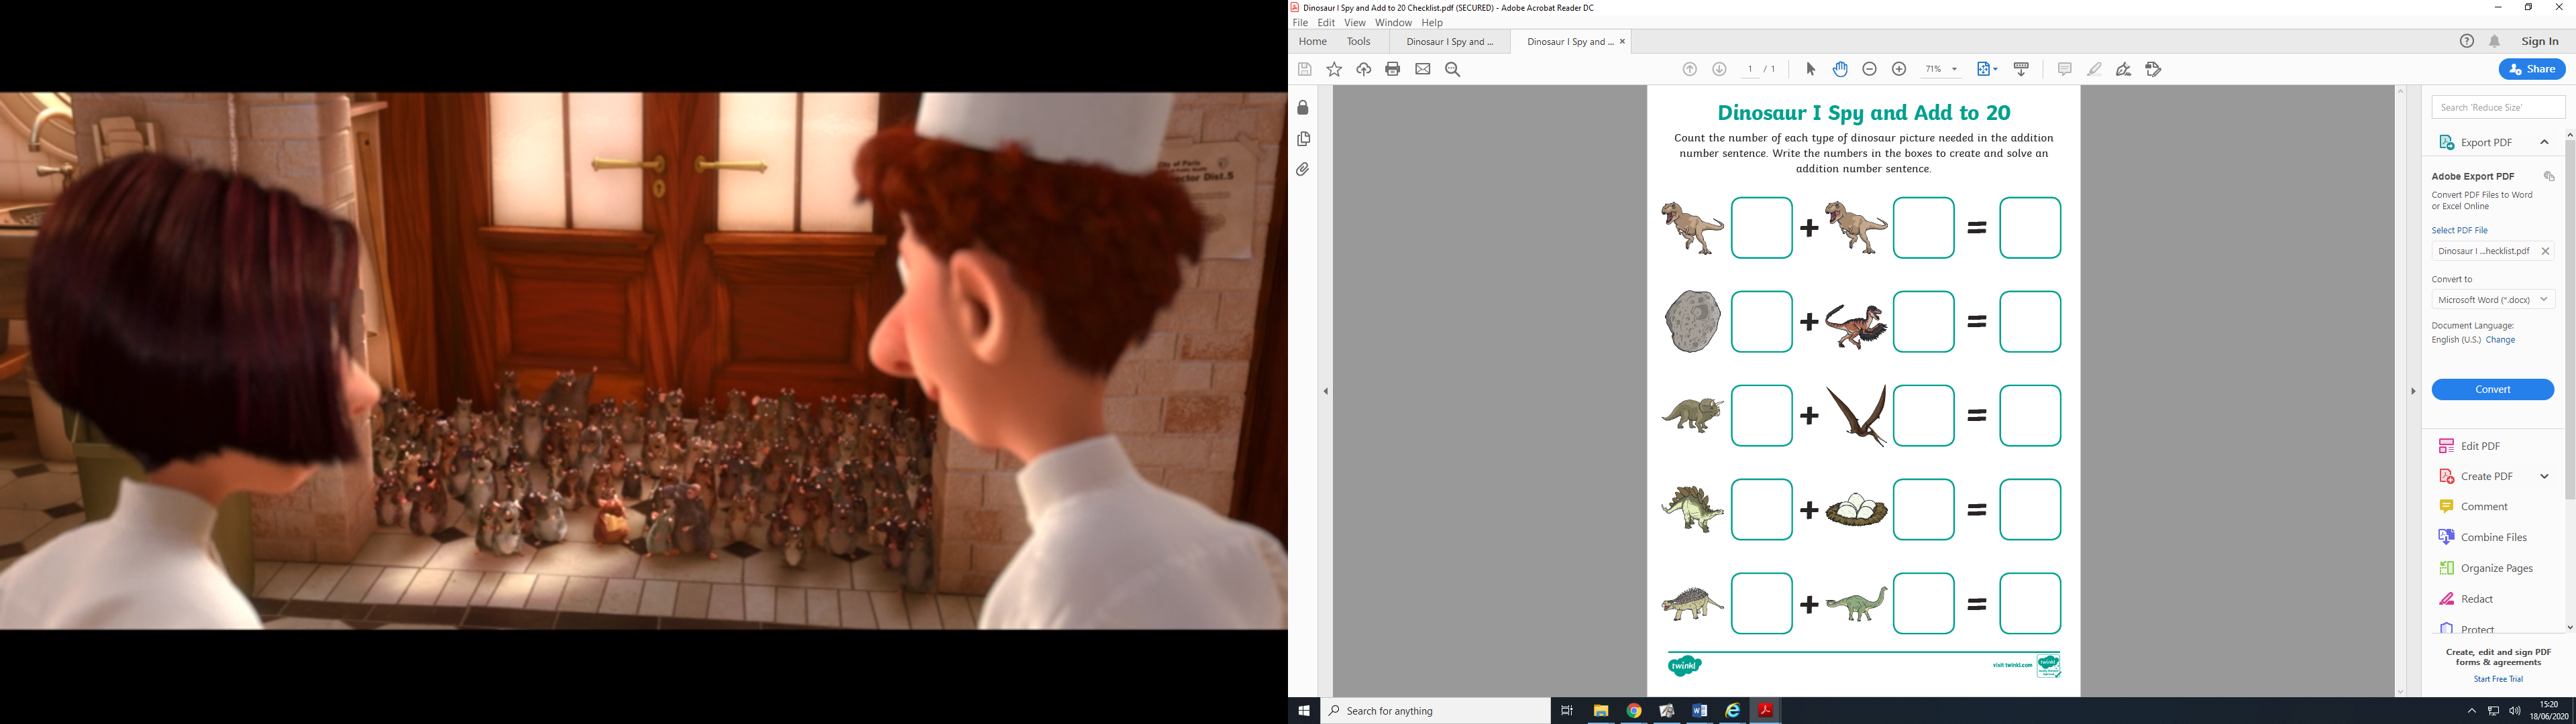 City of Paris
Dist.5
Dinosaur I Spy and Add to 20 Checklist.pdf (SECURED) - Adobe Acrobat Reader DC
File Edit View Window Help
Home Tools Dinosaur I Spy and ... Dinosaur I Spy and ... × Sign In
1 / 1 71% Share
Dinosaur I Spy and Add to 20
Count the number of each type of dinosaur picture needed in the addition
number sentence. Write the numbers in the boxes to create and solve an
addition number sentence.
+ =
+ =
+ =
+ =
+ =
twinkl visit twinkl.com twinkl
Search 'Reduce Size'
Export PDF
Adobe Export PDF
Convert PDF Files to Word
or Excel Online
Select PDF File
Dinosaur I ...hecklist.pdf
Convert to
Microsoft Word (*.docx)
Document Language:
English (U.S.) Change
Convert
Edit PDF
Create PDF
Comment
Combine Files
Organize Pages
Redact
Protect
Create, edit and sign PDF
forms & agreements
Start Free Trial
Search for anything
15:20
18/06/2020